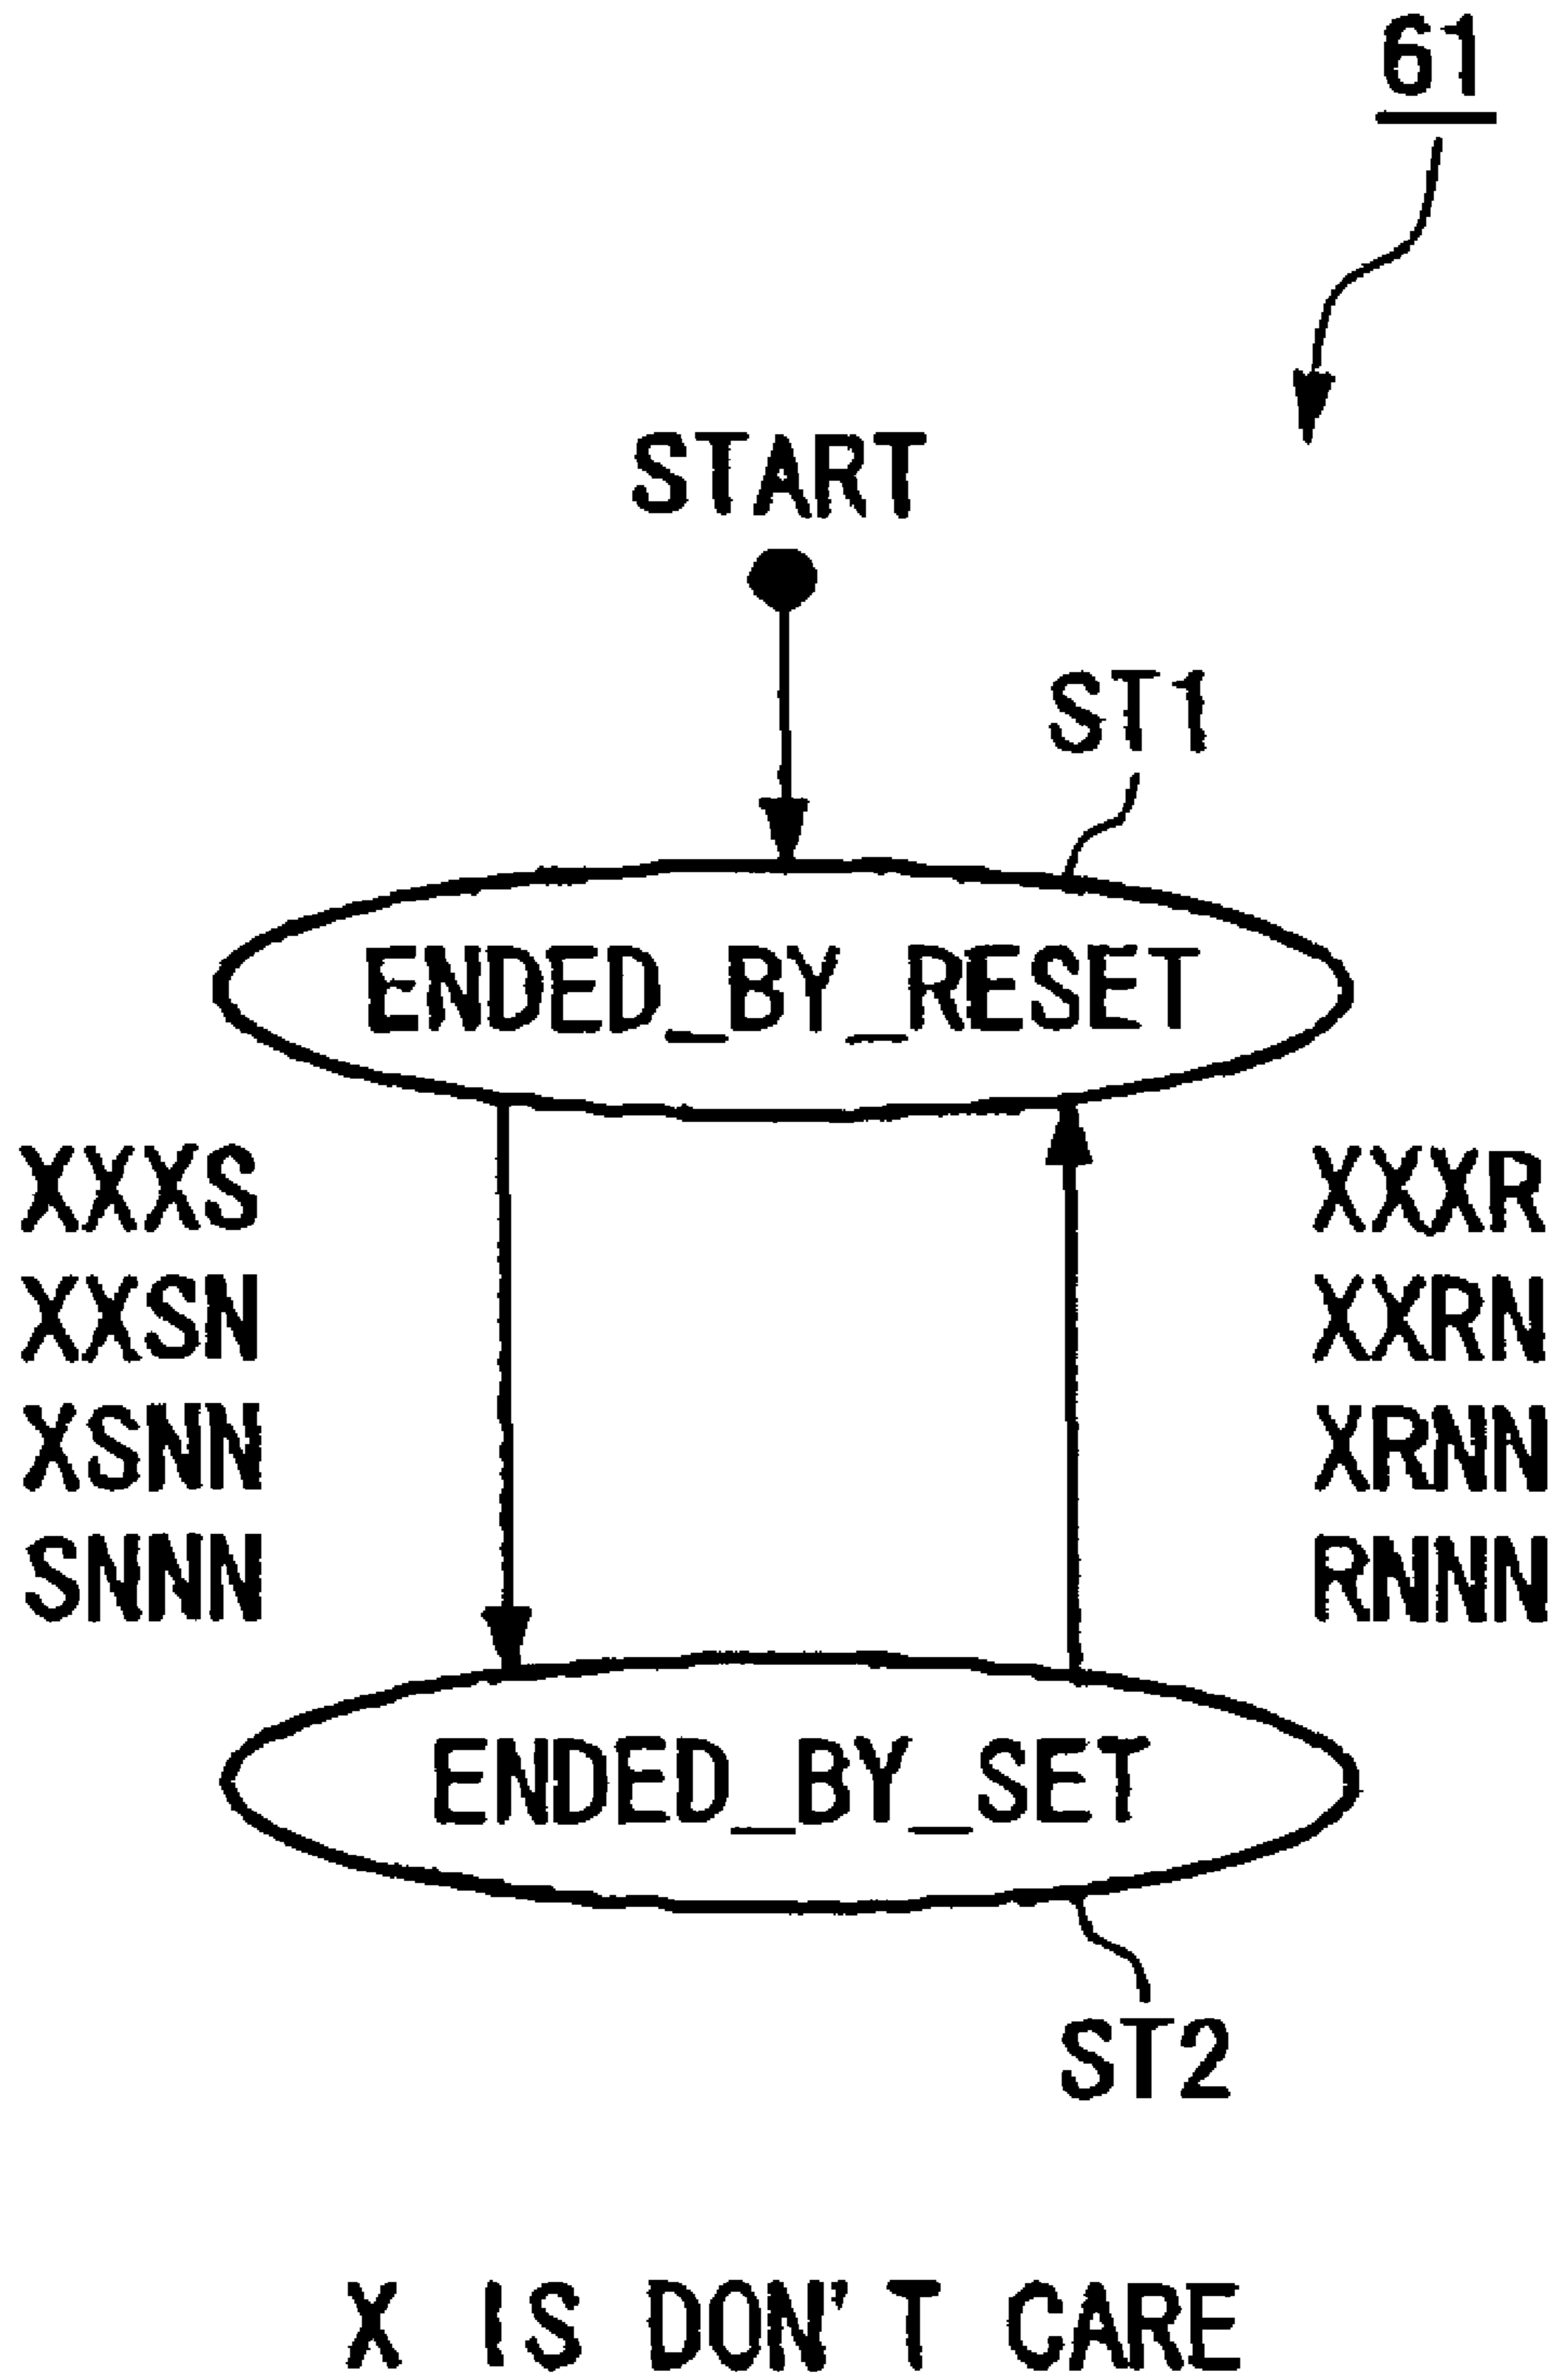 61
START
ST1
ENDED_BY_RESET
XXXS
XXSN
XSNN
SNNN
XXXR
XXRN
XRNN
RNNN
ENDED_BY_SET
ST2
X IS DON'T CARE